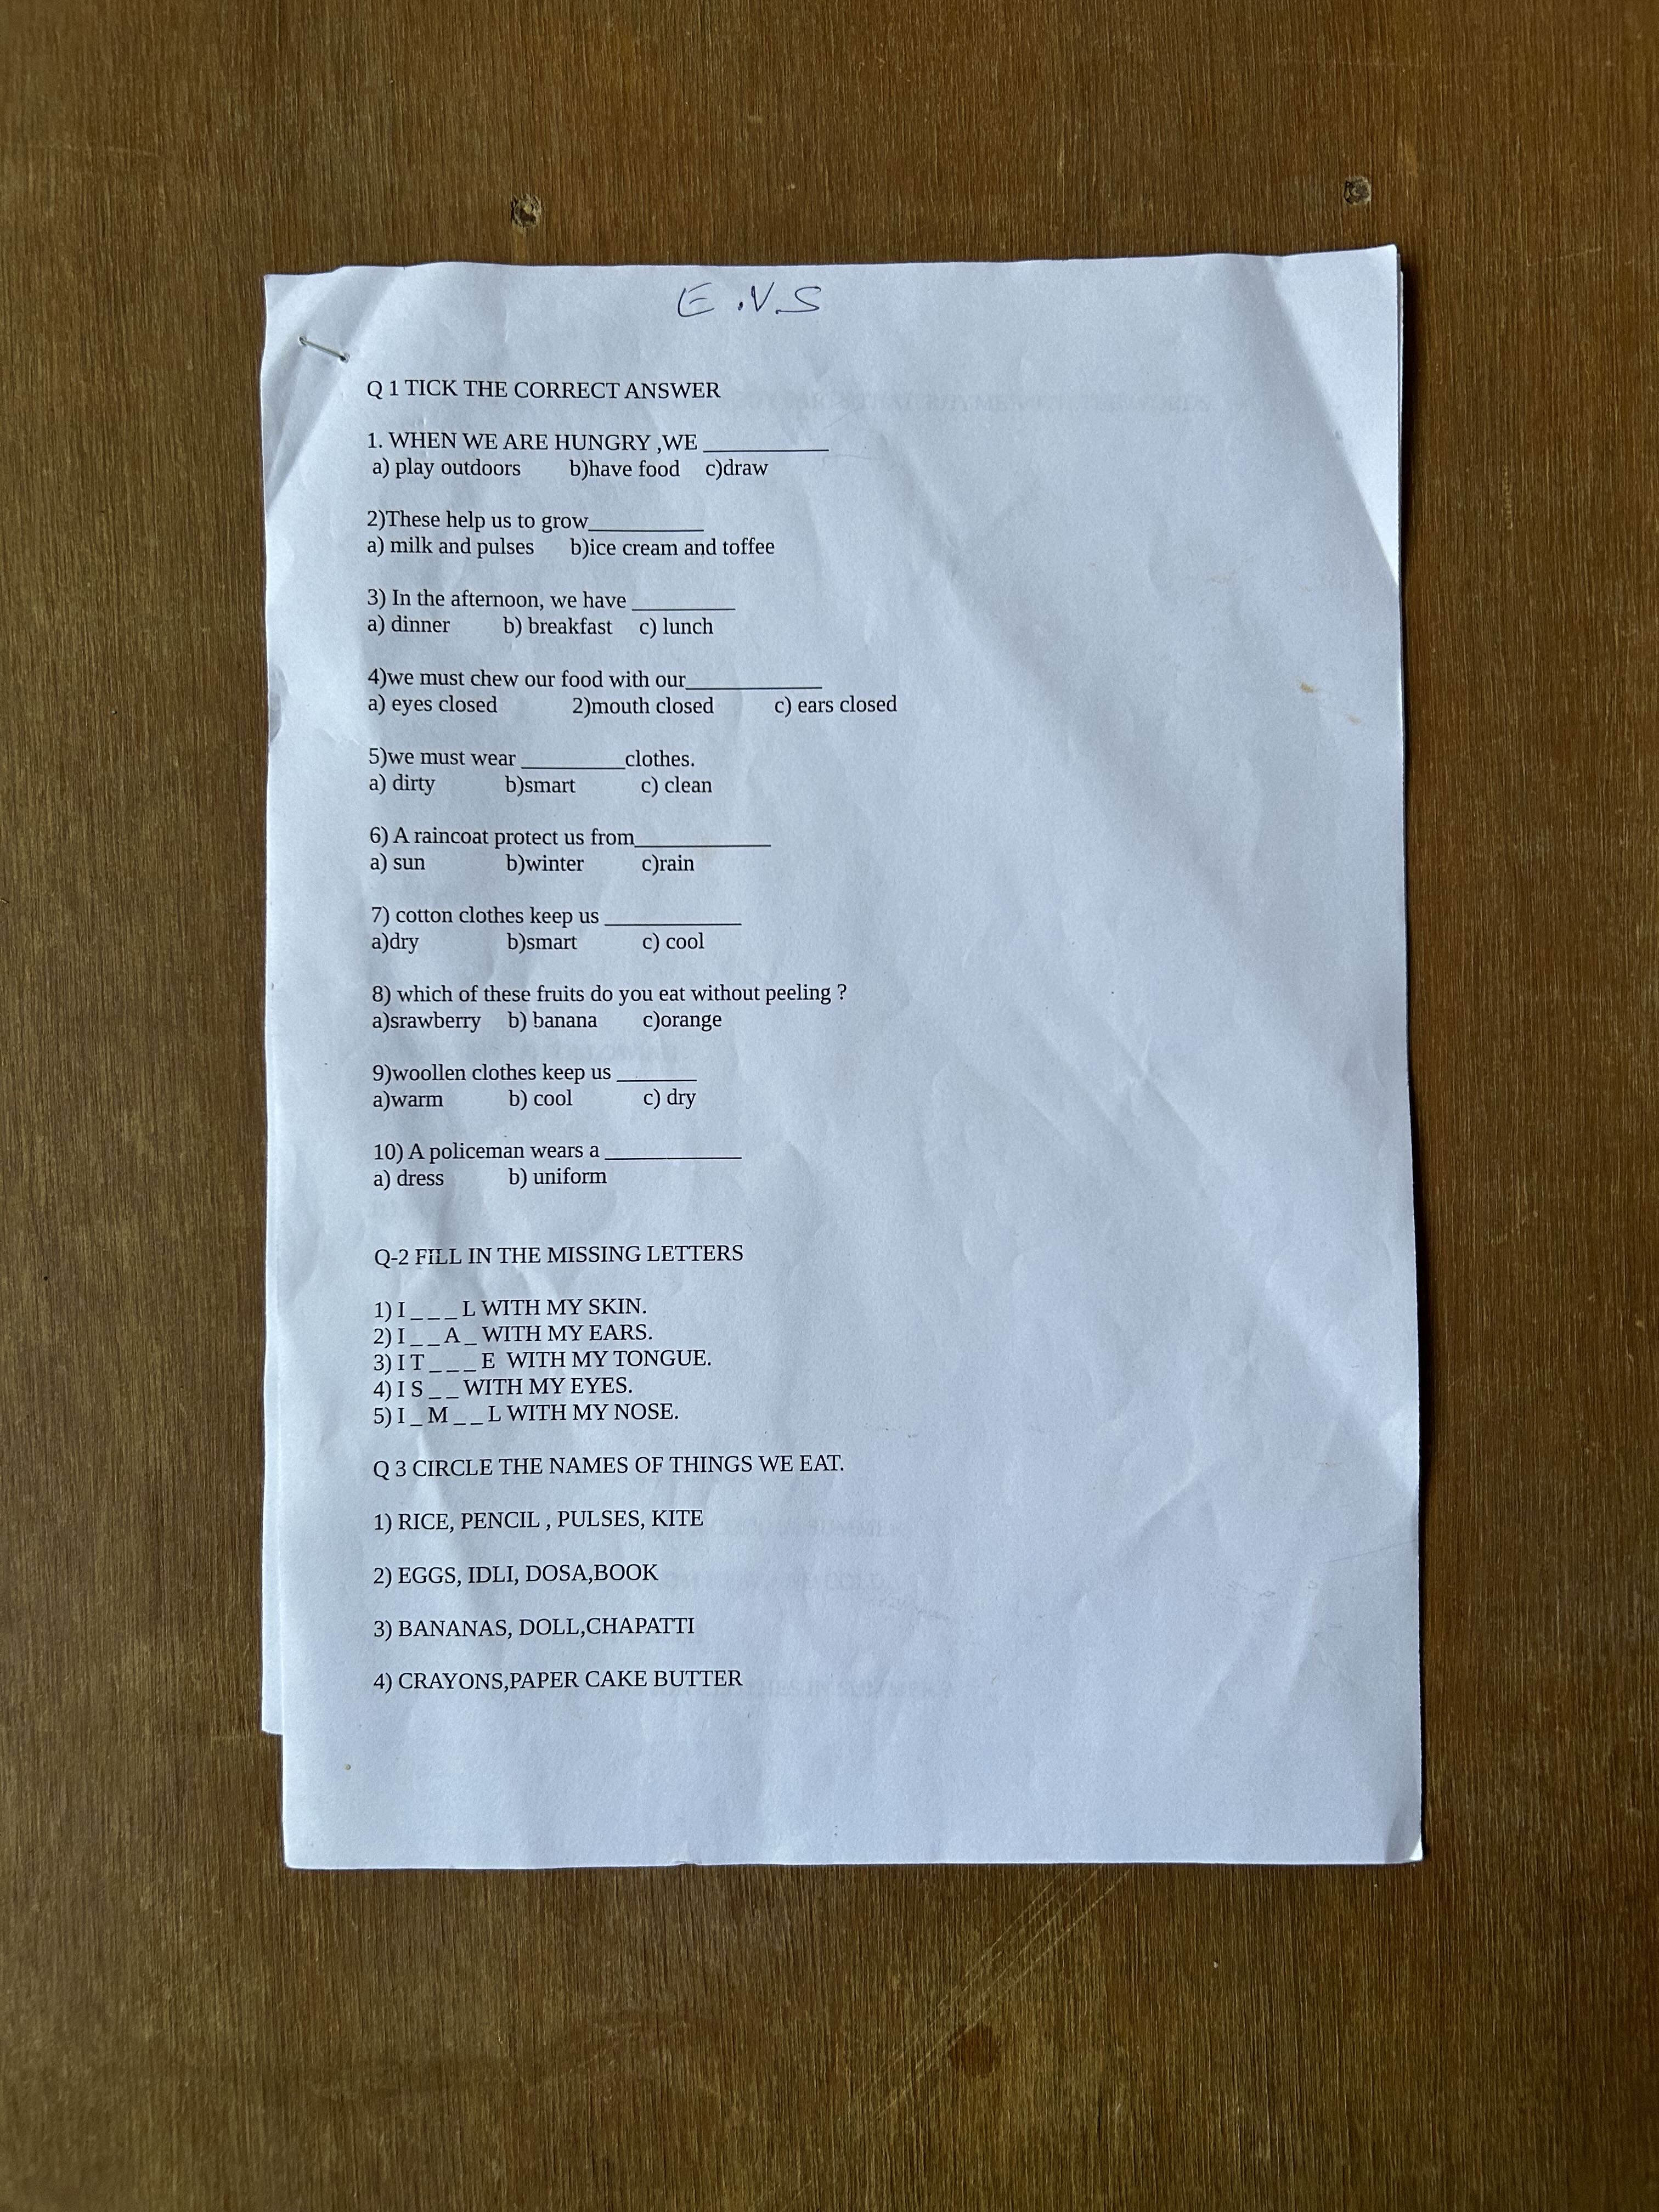 E.V.S
Q 1 TICK THE CORRECT ANSWER
1. WHEN WE ARE HUNGRY ,WE ___________
a) play outdoors b)have food c)draw
2)These help us to grow__________
a) milk and pulses b)ice cream and toffee
3) In the afternoon, we have _________
a) dinner b) breakfast c) lunch
4)we must chew our food with our____________
a) eyes closed 2)mouth closed c) ears closed
5)we must wear _________clothes.
a) dirty b)smart c) clean
6) A raincoat protect us from____________
a) sun b)winter c)rain
7) cotton clothes keep us ____________
a)dry b)smart c) cool
8) which of these fruits do you eat without peeling ?
a)srawberry b) banana c)orange
9)woollen clothes keep us _______
a)warm b) cool c) dry
10) A policeman wears a ____________
a) dress b) uniform
Q-2 FILL IN THE MISSING LETTERS
1) I _ _ _ L WITH MY SKIN.
2) I _ _ A _ WITH MY EARS.
3) I T _ _ _ E WITH MY TONGUE.
4) I S _ _ WITH MY EYES.
5) I _ M _ _ L WITH MY NOSE.
Q 3 CIRCLE THE NAMES OF THINGS WE EAT.
1) RICE, PENCIL , PULSES, KITE
2) EGGS, IDLI, DOSA,BOOK
3) BANANAS, DOLL,CHAPATTI
4) CRAYONS,PAPER CAKE BUTTER